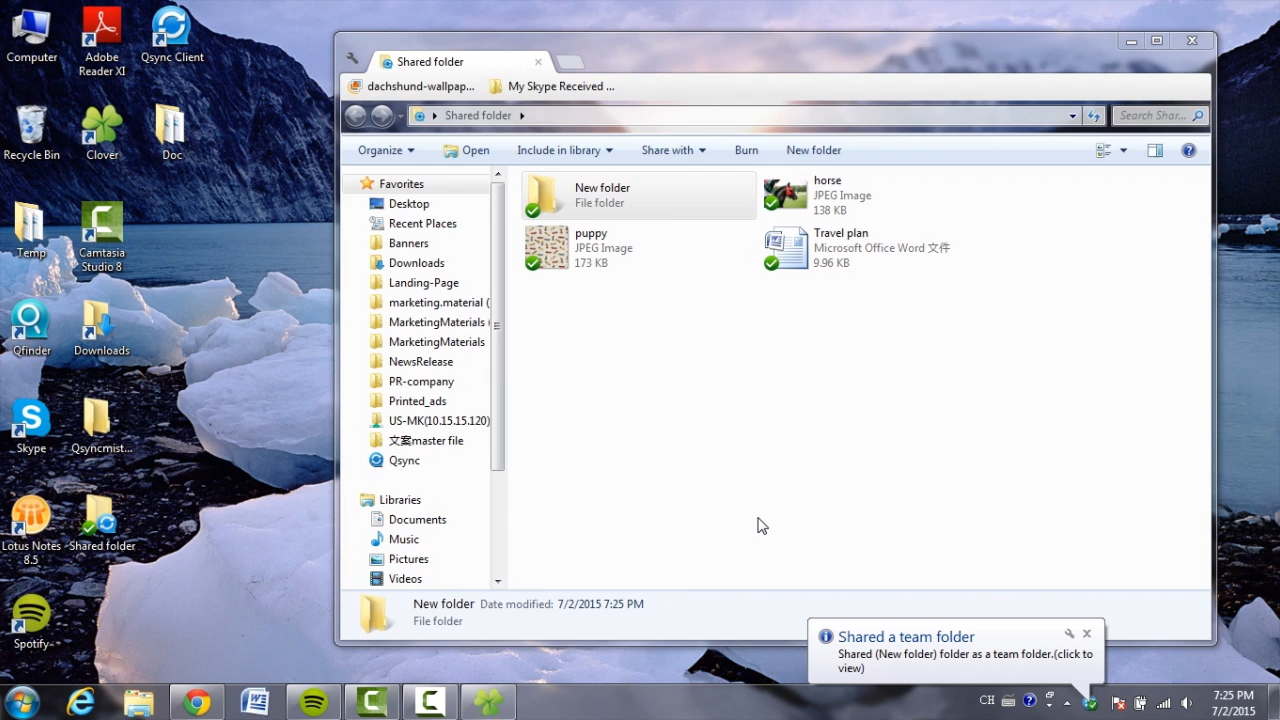 Computer
Adobe
Reader XI
Qsync Client
Recycle Bin
Clover
Doc
Temp
Camtasia
Studio 8
Qfinder
Downloads
Skype
Qsyncmist...
Lotus Notes
8.5
Shared folder
Spotify
Shared folder
dachshund-wallpap...
My Skype Received ...
Shared folder
Search Shar...
Organize
Open
Include in library
Share with
Burn
New folder
Favorites
Desktop
Recent Places
Banners
Downloads
Landing-Page
marketing.material (
MarketingMaterials (
MarketingMaterials
NewsRelease
PR-company
Printed_ads
US-MK(10.15.15.120)
文案master file
Qsync
Libraries
Documents
Music
Pictures
Videos
New folder
File folder
horse
JPEG Image
138 KB
puppy
JPEG Image
173 KB
Travel plan
Microsoft Office Word 文件
9.96 KB
New folder Date modified: 7/2/2015 7:25 PM
File folder
Shared a team folder
Shared (New folder) folder as a team folder.(click to
view)
CH
7:25 PM
7/2/2015